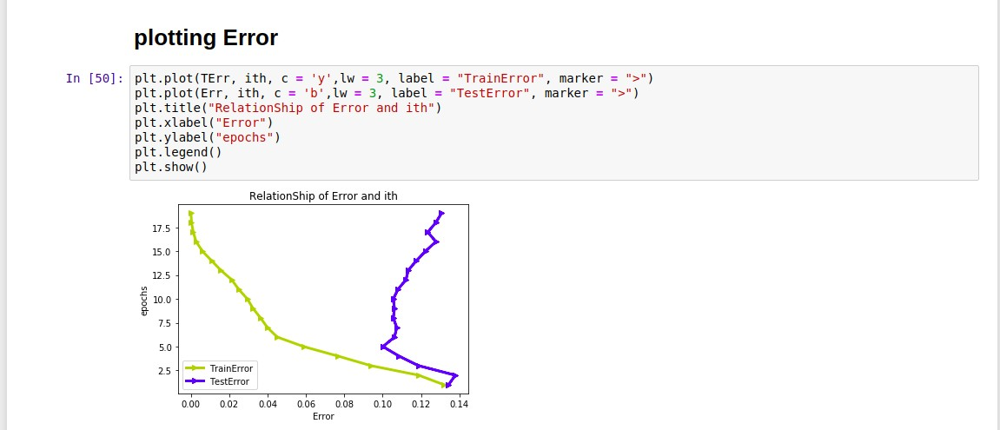 plotting Error
In [50]:
plt.plot(TErr, ith, c = 'y',lw = 3, label = "TrainError", marker = ">")
plt.plot(Err, ith, c = 'b',lw = 3, label = "TestError", marker = ">")
plt.title("RelationShip of Error and ith")
plt.xlabel("Error")
plt.ylabel("epochs")
plt.legend()
plt.show()
RelationShip of Error and ith
epochs
17.5
15.0
12.5
10.0
7.5
5.0
2.5
TrainError
TestError
0.00 0.02 0.04 0.06 0.08 0.10 0.12 0.14
Error